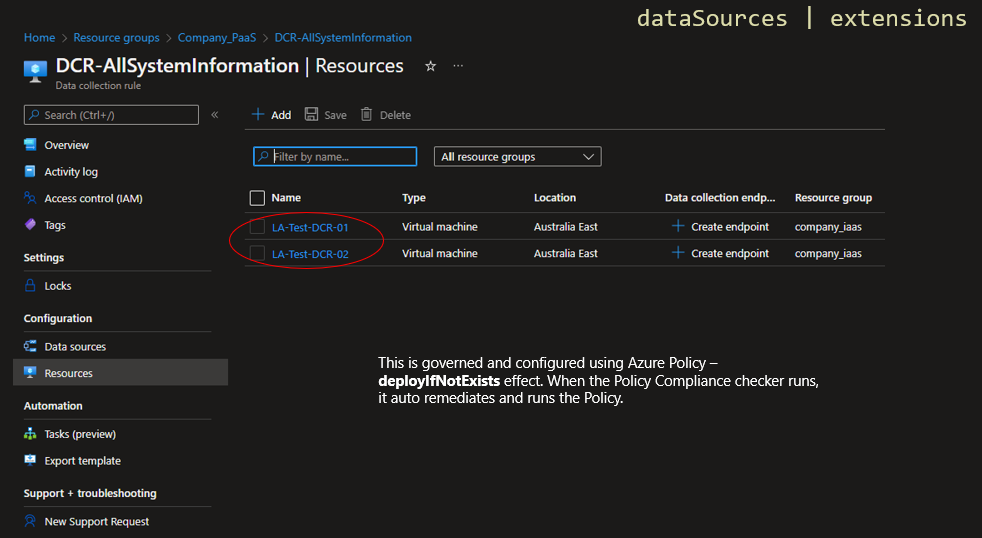 dataSources | extensions
Home > Resource groups > Company_PaaS > DCR-AllSystemInformation
DCR-AllSystemInformation | Resources
Data collection rule
Search (Ctrl+/)
Overview
Activity log
Access control (IAM)
Tags
Settings
Locks
Configuration
Data sources
Resources
Automation
Tasks (preview)
Export template
Support + troubleshooting
New Support Request
Add Save Delete
Filter by name... All resource groups
Name Type Location Data collection endp... Resource group
LA-Test-DCR-01 Virtual machine Australia East Create endpoint company_iaas
LA-Test-DCR-02 Virtual machine Australia East Create endpoint company_iaas
This is governed and configured using Azure Policy –
deployIfNotExists effect. When the Policy Compliance checker runs,
it auto remediates and runs the Policy.